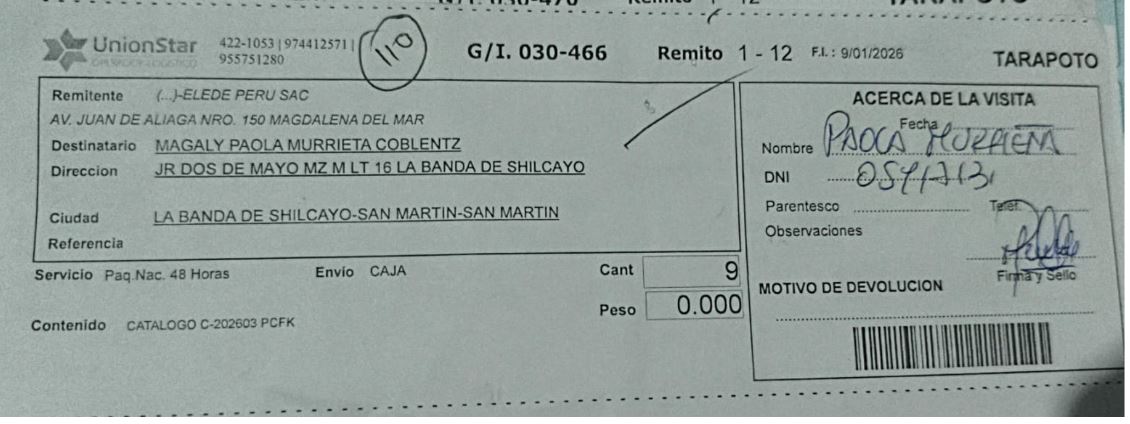 UnionStar
OPERADOR LOGISTICO
422-1053 | 974412571 |
955751280
110
G/I. 030-466
Remito 1 - 12
F.I. : 9/01/2026
TARAPOTO
Remitente (...)-ELEDE PERU SAC
AV. JUAN DE ALIAGA NRO. 150 MAGDALENA DEL MAR
Destinatario MAGALY PAOLA MURRIETA COBLENTZ
Direccion JR DOS DE MAYO MZ M LT 16 LA BANDA DE SHILCAYO
Ciudad LA BANDA DE SHILCAYO-SAN MARTIN-SAN MARTIN
Referencia
Servicio Paq.Nac. 48 Horas
Envio CAJA
Cant 9
Peso 0.000
Contenido CATALOGO C-202603 PCFK
ACERCA DE LA VISITA
Fecha
Nombre PAOLA
DNI
Parentesco
Telef.
Observaciones
Firma y Sello
MOTIVO DE DEVOLUCION